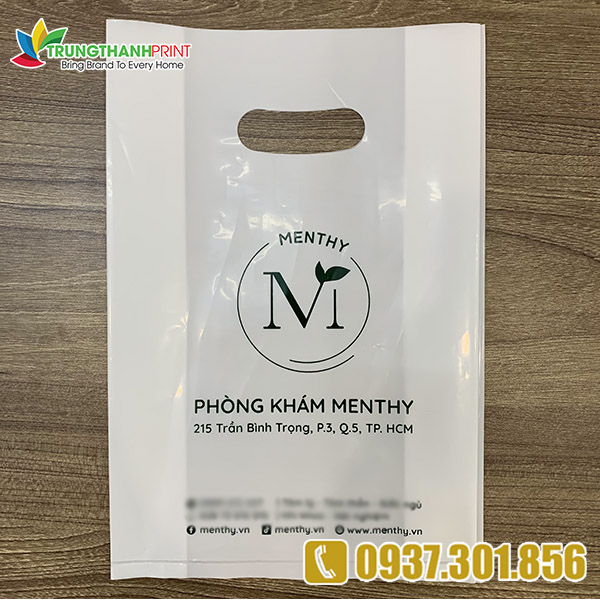 TRUNGTHANHPRINT
Bring Brand To Every Home
MENTHY
M
PHÒNG KHÁM MENTHY
215 Trần Bình Trọng, P.3, Q.5, TP. HCM
menthy.vn menthy.vn www.menthy.vn
0937.301.856